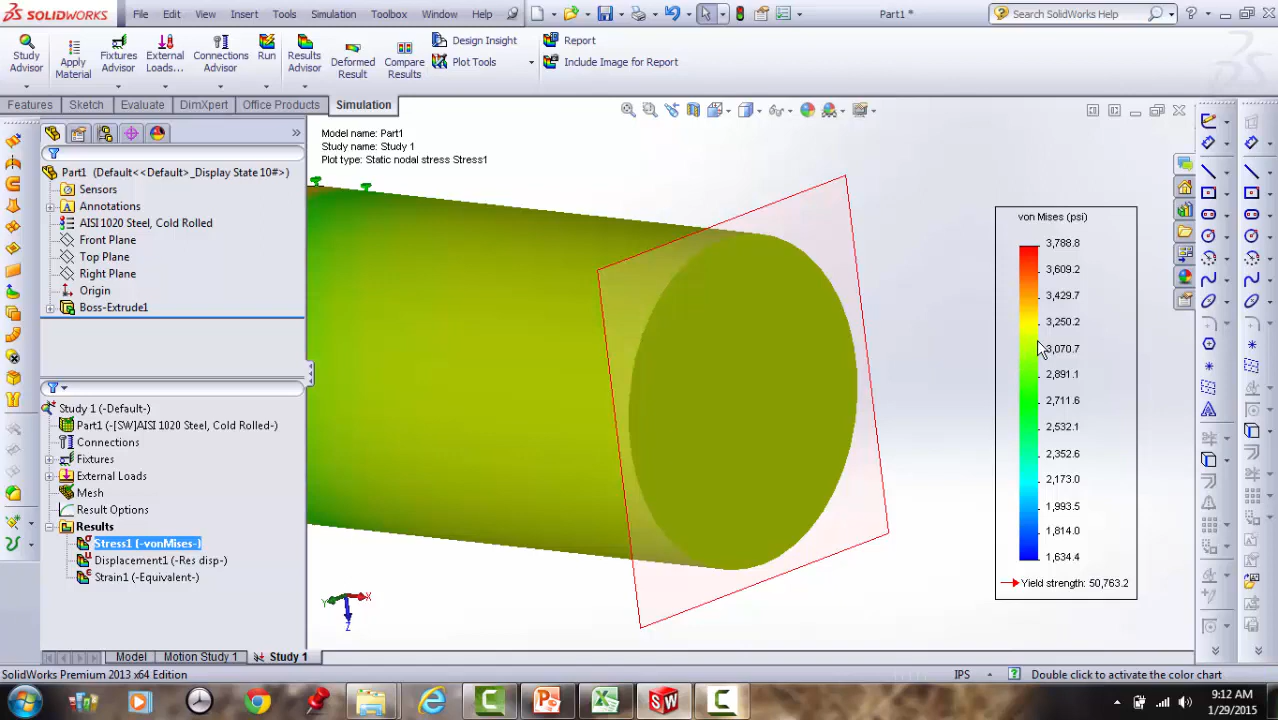 SOLIDWORKS File Edit View Insert Tools Simulation Toolbox Window Help Part1 * Search SolidWorks Help
Study Advisor
Apply Material
Fixtures Advisor
External Loads...
Connections Advisor
Run
Results Advisor
Deformed Result
Compare Results
Design Insight
Plot Tools
Report
Include Image for Report
Features Sketch Evaluate DimXpert Office Products Simulation
Part1 (Default<<Default>_Display State 10#>)
Sensors
Annotations
AISI 1020 Steel, Cold Rolled
Front Plane
Top Plane
Right Plane
Origin
Boss-Extrude1
Study 1 (-Default-)
Part1 (-[SW]AISI 1020 Steel, Cold Rolled-)
Connections
Fixtures
External Loads
Mesh
Result Options
Results
Stress1 (-vonMises-)
Displacement1 (-Res disp-)
Strain1 (-Equivalent-)
Model name: Part1
Study name: Study 1
Plot type: Static nodal stress Stress1
von Mises (psi)
3,788.8
3,609.2
3,429.7
3,250.2
3,070.7
2,891.1
2,711.6
2,532.1
2,352.6
2,173.0
1,993.5
1,814.0
1,634.4
Yield strength: 50,763.2
Y
X
Z
Model Motion Study 1 Study 1
SolidWorks Premium 2013 x64 Edition IPS Double click to activate the color chart
9:12 AM
1/29/2015